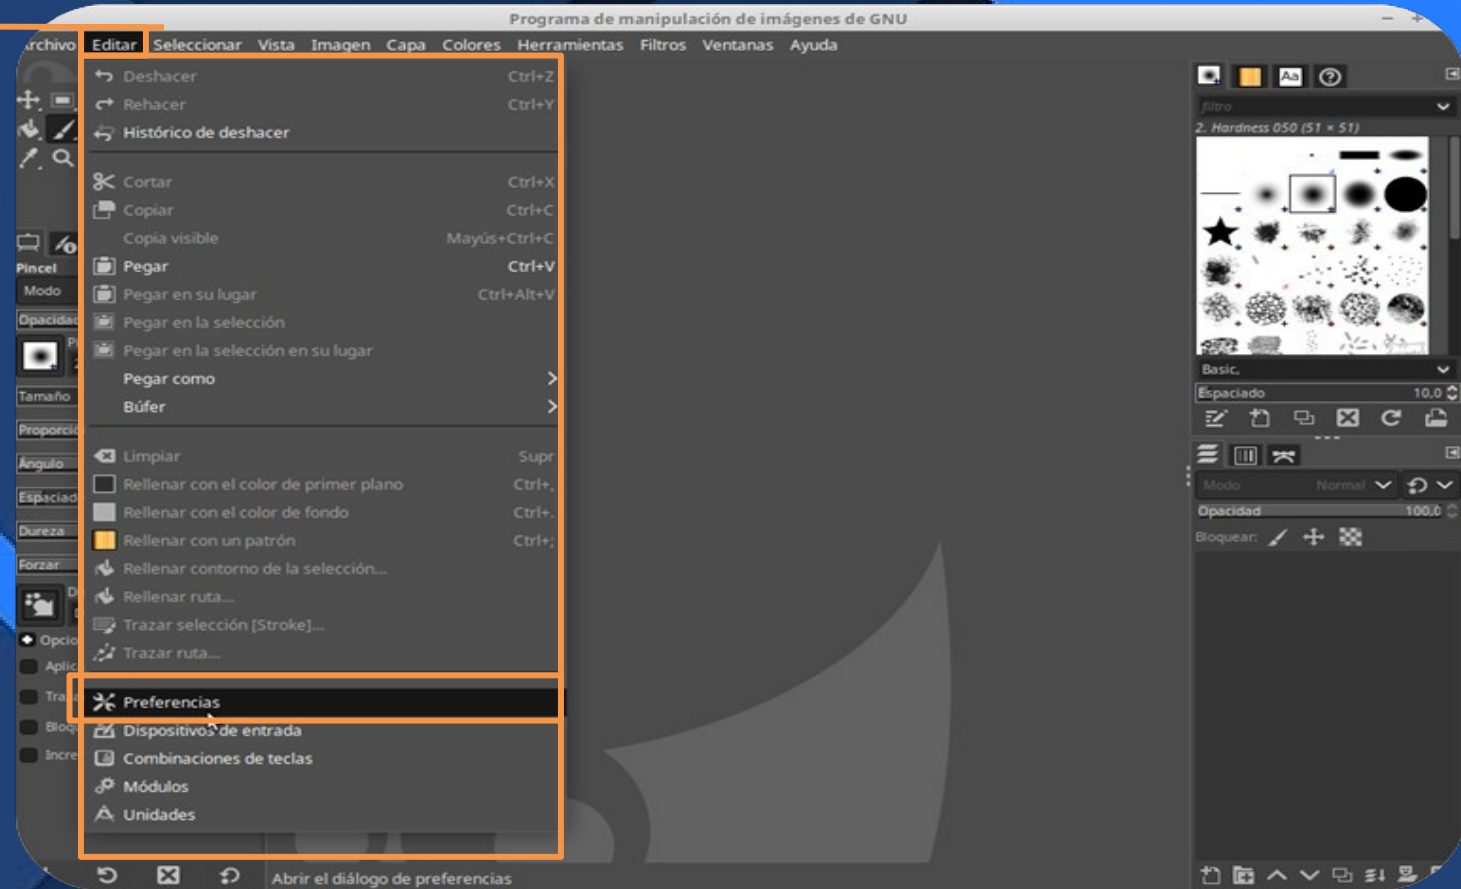 Programa de manipulación de imágenes de GNU
Archivo Editar Seleccionar Vista Imagen Capa Colores Herramientas Filtros Ventanas Ayuda
Deshacer Ctrl+Z
Rehacer Ctrl+Y
Histórico de deshacer
Cortar Ctrl+X
Copiar Ctrl+C
Copia visible Mayús+Ctrl+C
Pegar Ctrl+V
Pegar en su lugar Ctrl+Alt+V
Pegar en la selección
Pegar en la selección en su lugar
Pegar como
Búfer
Limpiar Supr
Rellenar con el color de primer plano Ctrl+,
Rellenar con el color de fondo Ctrl+.
Rellenar con un patrón Ctrl+;
Rellenar contorno de la selección...
Rellenar ruta...
Trazar selección [Stroke]...
Trazar ruta...
Preferencias
Dispositivos de entrada
Combinaciones de teclas
Módulos
Unidades
Pincel
Modo
Opacidad
Tamaño
Proporció
Ángulo
Espaciad
Dureza
Forzar
Opcio
Aplic
Tra
Bloq
Incre
Abrir el diálogo de preferencias
Aa
filtro
2. Hardness 050 (51 × 51)
Basic,
Espaciado 10,0
Modo Normal
Opacidad 100,0
Bloquear: